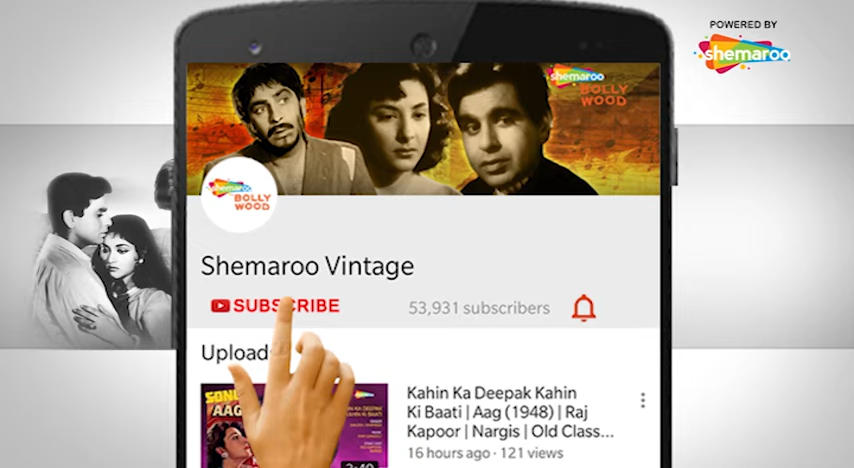 POWERED BY
shemaroo
shemaroo
BOLLY
WOOD
shemaroo
BOLLY
WOOD
Shemaroo Vintage
SUBSCRIBE 53,931 subscribers
Upload
Kahin Ka Deepak Kahin
Ki Baati | Aag (1948) | Raj
Kapoor | Nargis | Old Class...
16 hours ago · 121 views
AAG